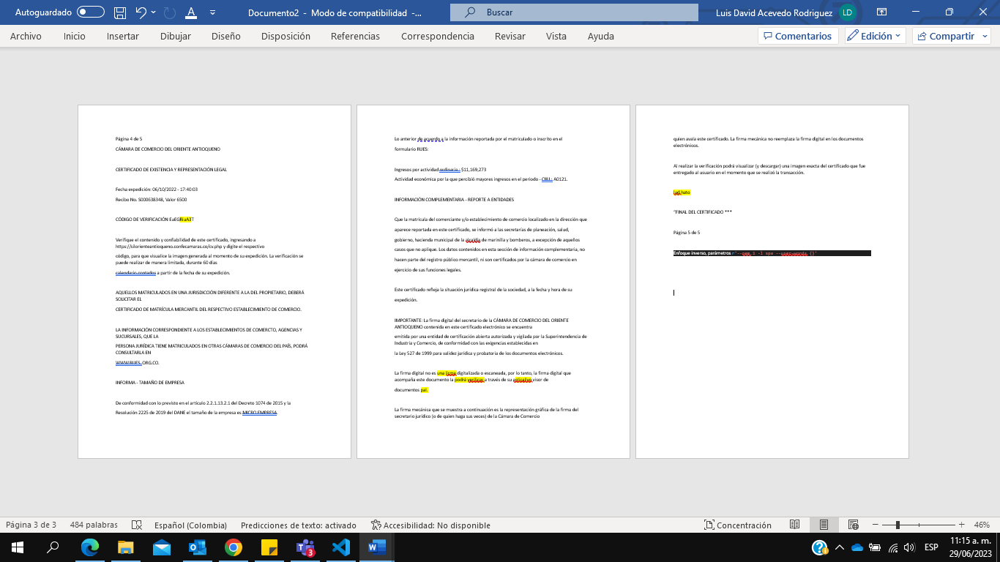 Autoguardado
Documento2 - Modo de compatibilidad -...
Buscar
Luis David Acevedo Rodriguez
LD
Archivo Inicio Insertar Dibujar Diseño Disposición Referencias Correspondencia Revisar Vista Ayuda
Comentarios Edición Compartir
Página 4 de 5
CÁMARA DE COMERCIO DEL ORIENTE ANTIOQUENO
CERTIFICADO DE EXISTENCIA Y REPRESENTACIÓN LEGAL
Fecha expedición: 06/10/2022 - 17:40:03
Recibo No. S000638348, Valor 6500
CÓDIGO DE VERIFICACIÓN EuEGRiuA3T
Verifique el contenido y confiabilidad de este certificado, ingresando a
https://siiorienteantioqueno.confecamaras.co/cv.php y digite el respectivo
código, para que visualice la imagen generada al momento de su expedición. La verificación se
puede realizar de manera limitada, durante 60 días
calendario.contados a partir de la fecha de su expedición.
AQUELLOS MATRICULADOS EN UNA JURISDICCIÓN DIFERENTE A LA DEL PROPIETARIO, DEBERÁ
SOLICITAR EL
CERTIFICADO DE MATRÍCULA MERCANTIL DEL RESPECTIVO ESTABLECIMIENTO DE COMERCIO.
LA INFORMACIÓN CORRESPONDIENTE A LOS ESTABLECIMIENTOS DE COMERCTO, AGENCIAS Y
SUCURSALES, QUE LA
PERSONA JURÍDICA TIENE MATRICULADOS EN OTRAS CÁMARAS DE COMERCIO DEL PAÍS, PODRÁ
CONSULTARLA EN
WWW.RUES. ORG.CO.
INFORMA - TAMAÑO DE EMPRESA
De conformidad con lo previsto en el artículo 2.2.1.13.2.1 del Decreto 1074 de 2015 y la
Resolución 2225 de 2019 del DANE el tamaño de la empresa es MICRO EMPRESA.
Lo anterior de acuerdo a la información reportada por el matriculado o inscrito en el
formulario RUES:
Ingresos por actividad ordinaria.: $11,169,273
Actividad económica por la que percibió mayores ingresos en el periodo - CIIU.: A0121.
INFORMACIÓN COMPLEMENTARIA - REPORTE A ENTIDADES
Que la matrícula del comerciante y/o establecimiento de comercio localizado en la dirección que
aparece reportada en este certificado, se informó a las secretarías de planeación, salud,
gobierno, hacienda municipal de la alcaldía de marinilla y bomberos, a excepción de aquellos
casos que no aplique. Los datos contenidos en esta sección de información complementaria, no
hacen parte del registro público mercantil, ni son certificados por la cámara de comercio en
ejercicio de sus funciones legales.
Este certificado refleja la situación jurídica registral de la sociedad, a la fecha y hora de su
expedición.
IMPORTANTE: La firma digital del secretario de la CÁMARA DE COMERCIO DEL ORIENTE
ANTIOQUENO contenida en este certificado electrónico se encuentra
emitida por una entidad de certificación abierta autorizada y vigilada por la Superintendencia de
Industria y Comercio, de conformidad con las exigencias establecidas en
la Ley 527 de 1999 para validez jurídica y probatoria de los documentos electrónicos.
La firma digital no es una digitalizada o escaneada, por lo tanto, la firma digital que
acompaña este documento la podrá a través de su visor de
documentos
La firma mecánica que se muestra a continuación es la representación gráfica de la firma del
secretario jurídico (o de quien haga sus veces) de la Cámara de Comercio
quien avala este certificado. La firma mecánica no reemplaza la firma digital en los documentos
electrónicos.
Al realizar la verificación podrá visualizar (y descargar) una imagen exacta del certificado que fue
entregado al usuario en el momento que se realizó la transacción.
hato
"FINAL DEL CERTIFICADO ***
Página 5 de 5
Enfoque inverso, parámetros r'--oem 1 -l spa --user-words {}'
Página 3 de 3 484 palabras Español (Colombia) Predicciones de texto: activado Accesibilidad: No disponible Concentración 46%
3
ESP
11:15 a. m.
29/06/2023